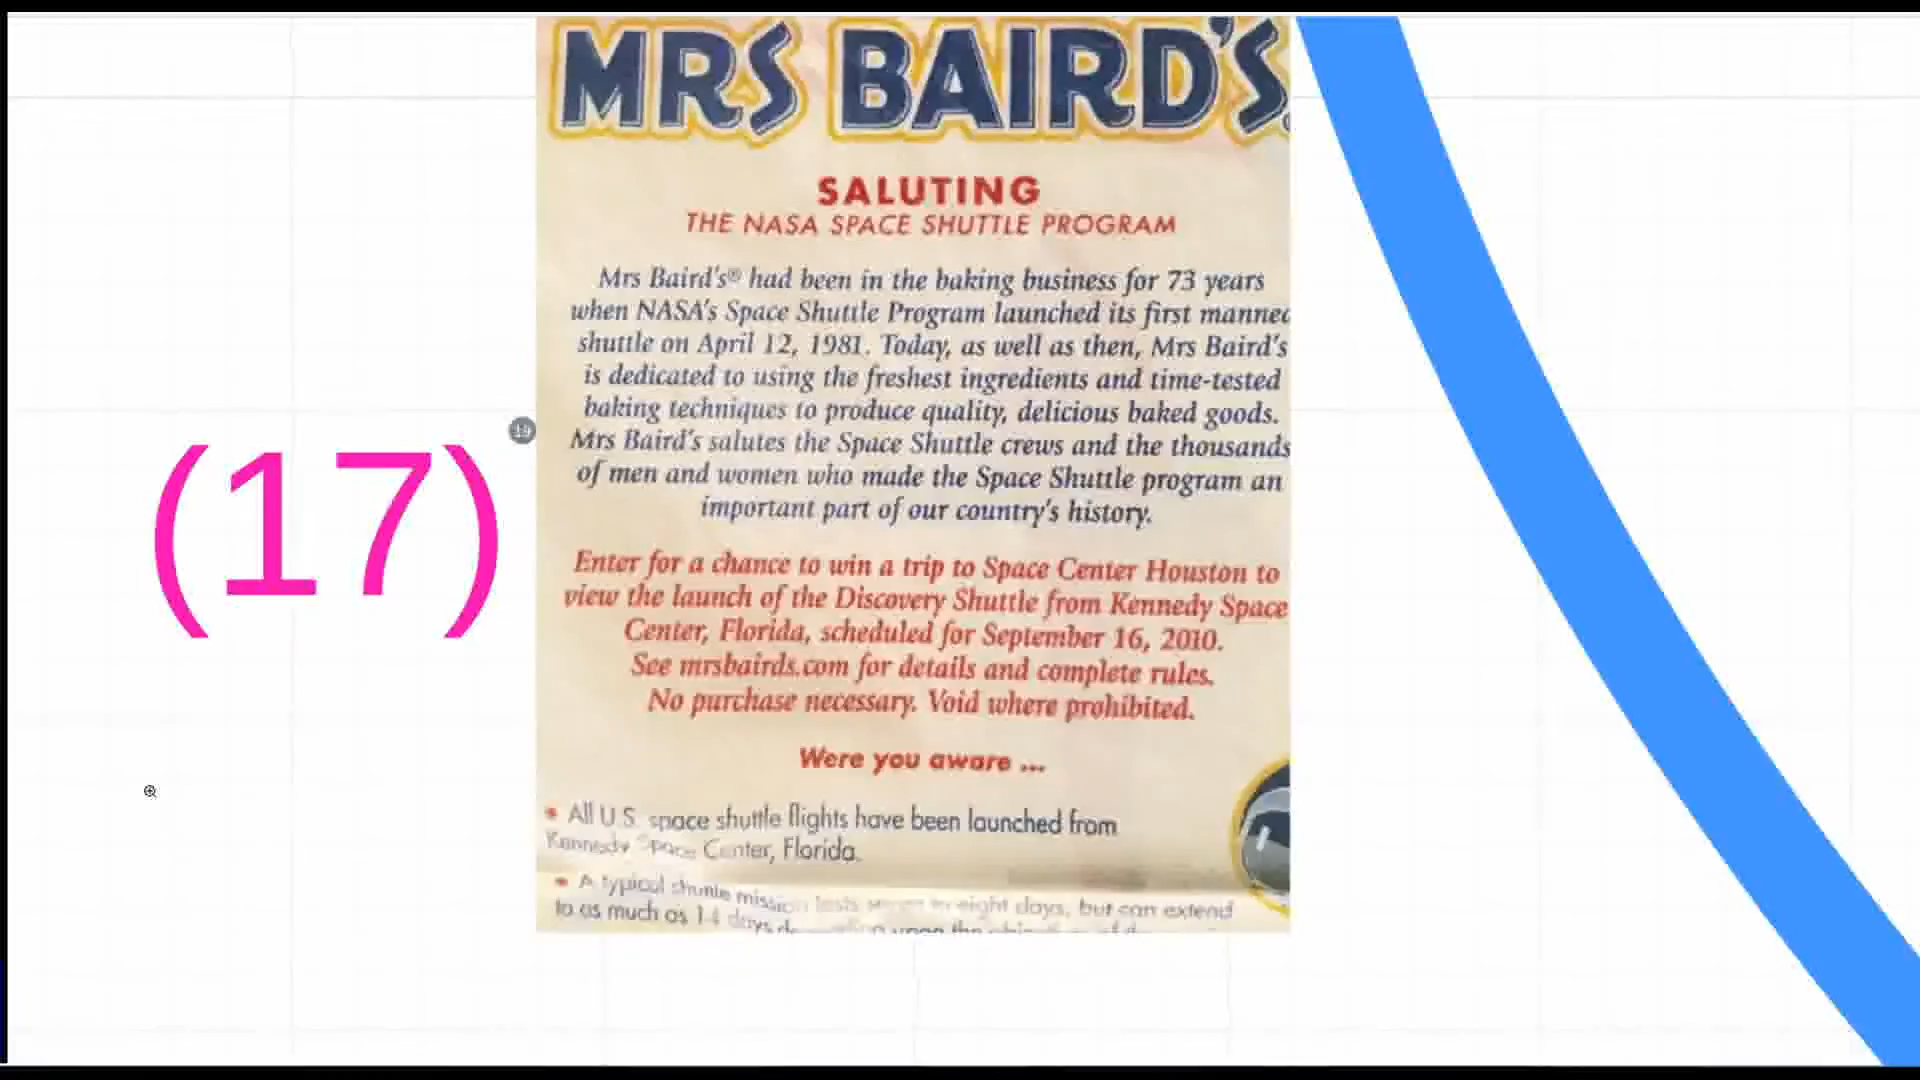 MRS BAIRD'S
SALUTING
THE NASA SPACE SHUTTLE PROGRAM
Mrs Baird's® had been in the baking business for 73 years
when NASA's Space Shuttle Program launched its first manned
shuttle on April 12, 1981. Today, as well as then, Mrs Baird's
is dedicated to using the freshest ingredients and time-tested
baking techniques to produce quality, delicious baked goods.
Mrs Baird's salutes the Space Shuttle crews and the thousands
of men and women who made the Space Shuttle program an
important part of our country's history.
(17)
19
Enter for a chance to win a trip to Space Center Houston to
view the launch of the Discovery Shuttle from Kennedy Space
Center, Florida, scheduled for September 16, 2010.
See mrsbairds.com for details and complete rules.
No purchase necessary. Void where prohibited.
Were you aware ...
• All U.S. space shuttle flights have been launched from
Kennedy Space Center, Florida.
• A typical shuttle mission lasts seven to eight days, but can extend
to as much as 14 days upon the